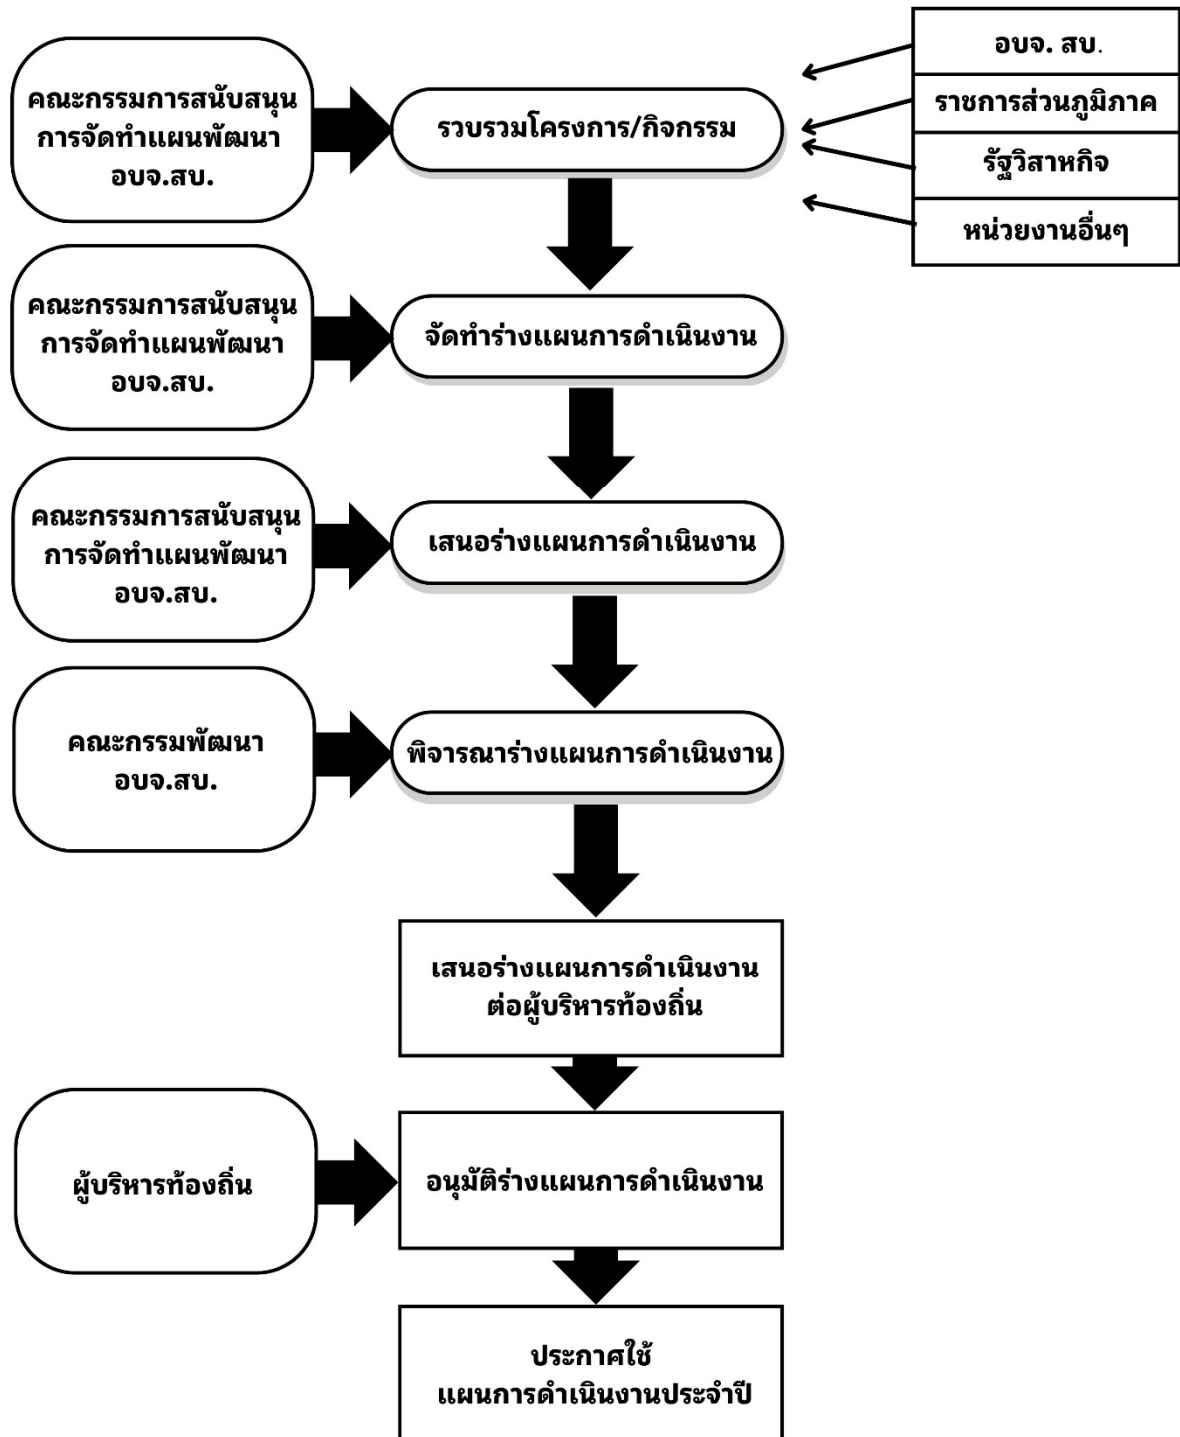 คณะกรรมการสนับสนุน
การจัดทำแผนพัฒนา
อบจ.สบ.
รวบรวมโครงการ/กิจกรรม
อบจ. สบ.
ราชการส่วนภูมิภาค
รัฐวิสาหกิจ
หน่วยงานอื่นๆ
คณะกรรมการสนับสนุน
การจัดทำแผนพัฒนา
อบจ.สบ.
จัดทำร่างแผนการดำเนินงาน
คณะกรรมการสนับสนุน
การจัดทำแผนพัฒนา
อบจ.สบ.
เสนอร่างแผนการดำเนินงาน
คณะกรรมพัฒนา
อบจ.สบ.
พิจารณาร่างแผนการดำเนินงาน
เสนอร่างแผนการดำเนินงาน
ต่อผู้บริหารท้องถิ่น
ผู้บริหารท้องถิ่น
อนุมัติร่างแผนการดำเนินงาน
ประกาศใช้
แผนการดำเนินงานประจำปี